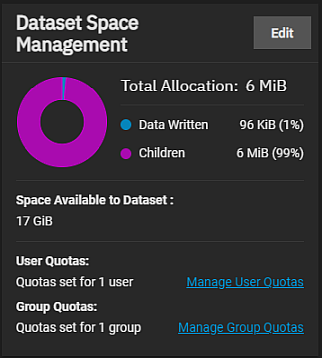 Dataset Space
Management
Edit
Total Allocation: 6 MiB
Data Written 96 KiB (1%)
Children 6 MiB (99%)
Space Available to Dataset :
17 GiB
User Quotas:
Quotas set for 1 user Manage User Quotas
Group Quotas:
Quotas set for 1 group Manage Group Quotas